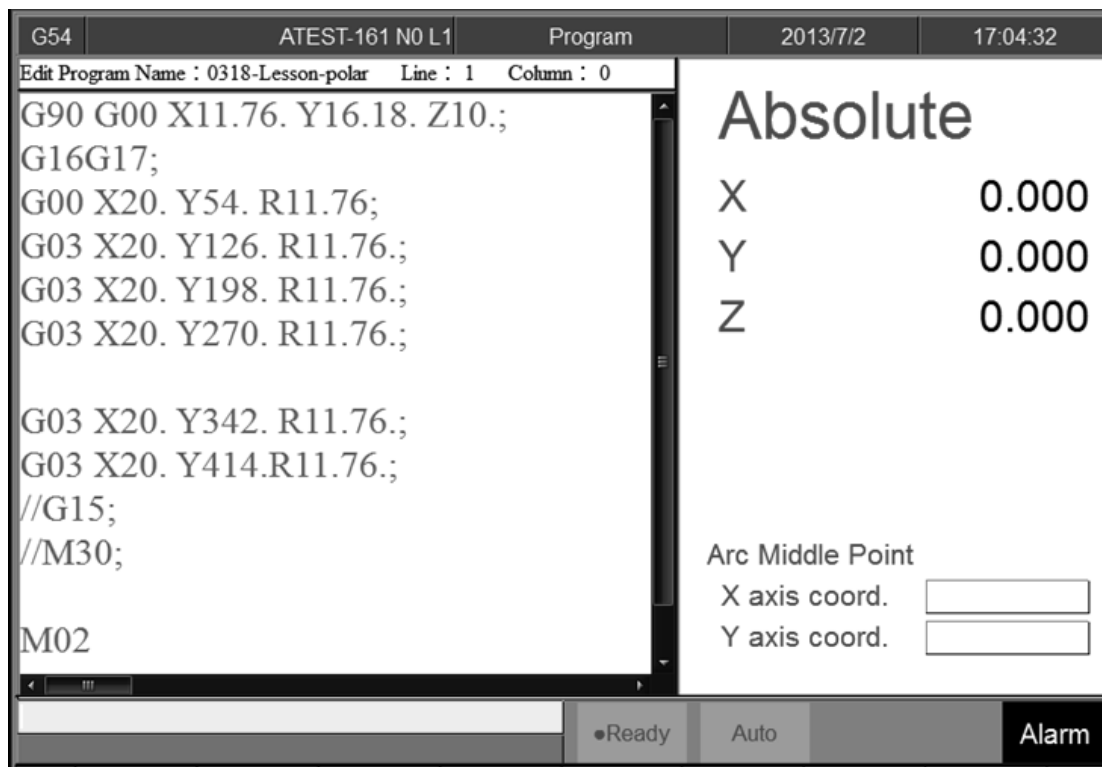 G54 ATEST-161 N0 L1 Program 2013/7/2 17:04:32
Edit Program Name：0318-Lesson-polar Line： 1 Column： 0
G90 G00 X11.76. Y16.18. Z10.;
G16G17;
G00 X20. Y54. R11.76;
G03 X20. Y126. R11.76.;
G03 X20. Y198. R11.76.;
G03 X20. Y270. R11.76.;
G03 X20. Y342. R11.76.;
G03 X20. Y414.R11.76.;
//G15;
//M30;
M02
Absolute
X 0.000
Y 0.000
Z 0.000
Arc Middle Point
X axis coord.
Y axis coord.
●Ready Auto Alarm